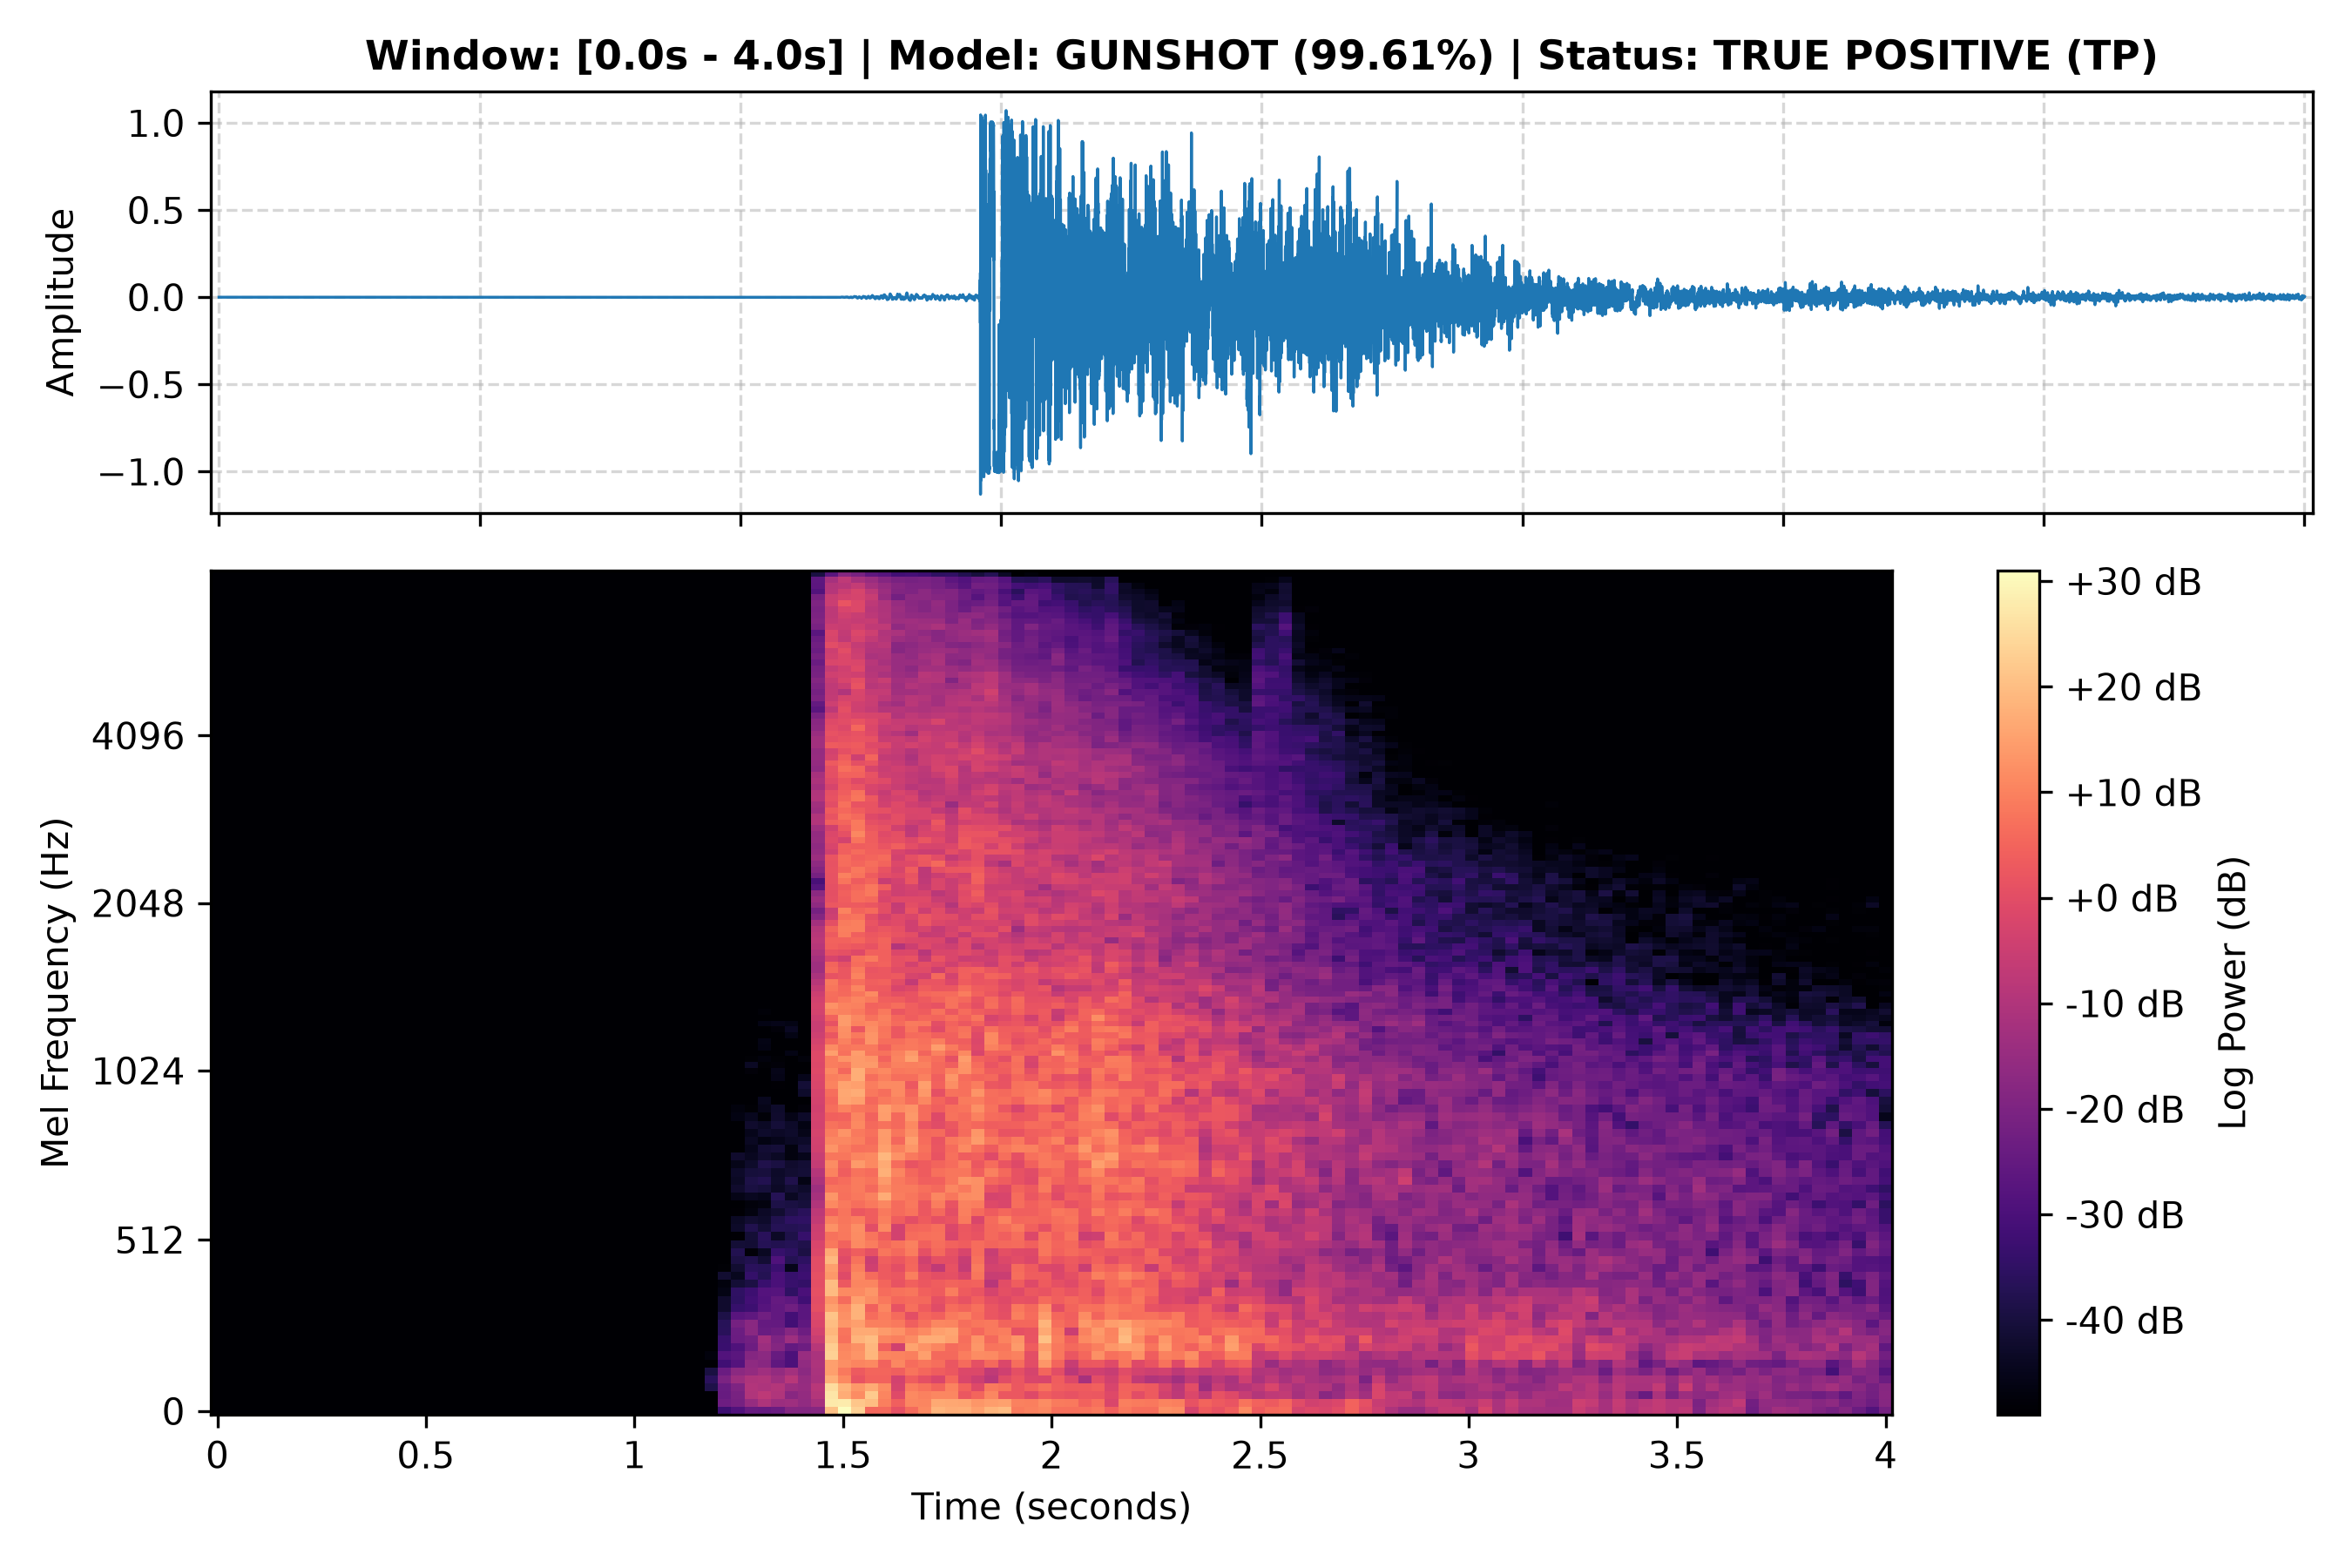 Window: [0.0s - 4.0s] | Model: GUNSHOT (99.61%) | Status: TRUE POSITIVE (TP)
Amplitude
1.0
0.5
0.0
−0.5
−1.0
Mel Frequency (Hz)
4096
2048
1024
512
0
0 0.5 1 1.5 2 2.5 3 3.5 4
Time (seconds)
+30 dB
+20 dB
+10 dB
+0 dB
-10 dB
-20 dB
-30 dB
-40 dB
Log Power (dB)